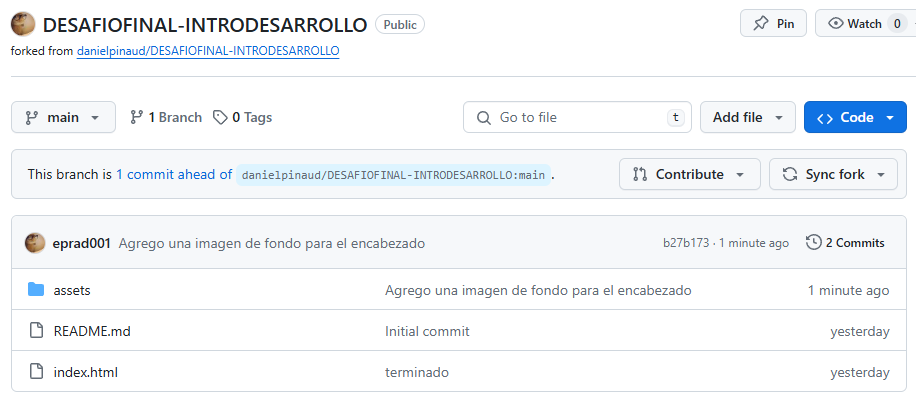 DESAFIOFINAL-INTRODESARROLLO Public Pin Watch 0
forked from danielpinaud/DESAFIOFINAL-INTRODESARROLLO
main 1 Branch 0 Tags Go to file t Add file Code
This branch is 1 commit ahead of danielpinaud/DESAFIOFINAL-INTRODESARROLLO:main . Contribute Sync fork
eprad001 Agrego una imagen de fondo para el encabezado b27b173 · 1 minute ago 2 Commits
assets Agrego una imagen de fondo para el encabezado 1 minute ago
README.md Initial commit yesterday
index.html terminado yesterday